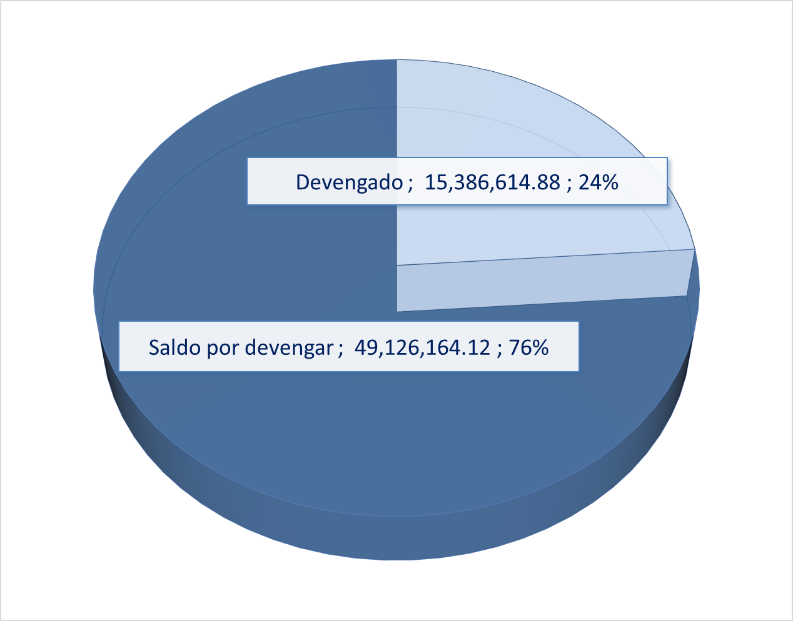 Devengado ; 15,386,614.88 ; 24%
Saldo por devengar ; 49,126,164.12 ; 76%